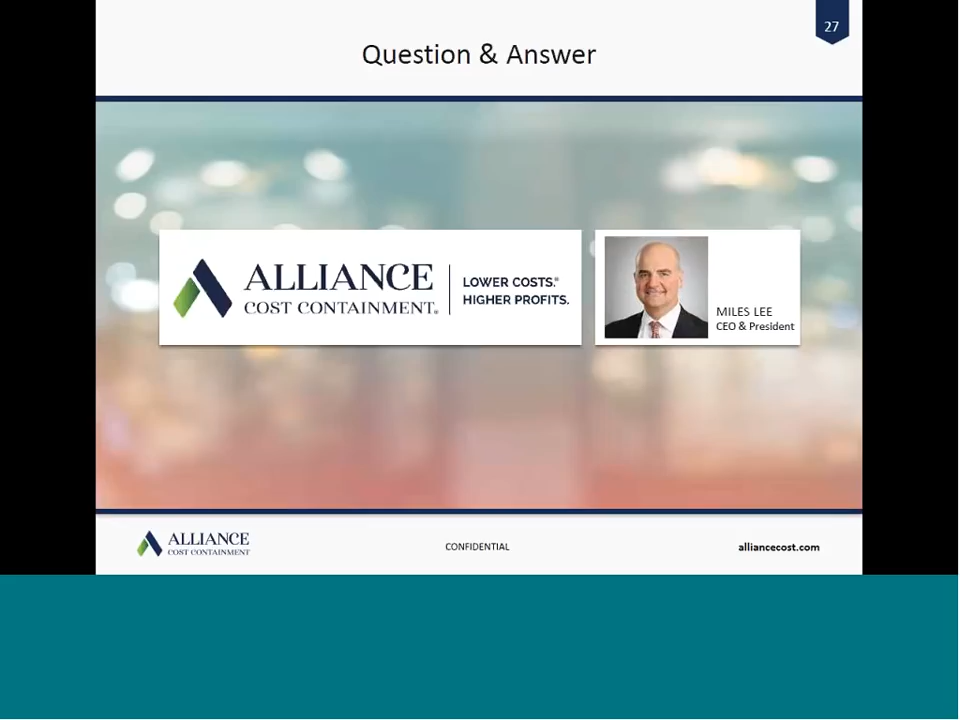 27
Question & Answer
ALLIANCE
COST CONTAINMENT®
LOWER COSTS.®
HIGHER PROFITS.
MILES LEE
CEO & President
ALLIANCE
COST CONTAINMENT
CONFIDENTIAL
alliancecost.com